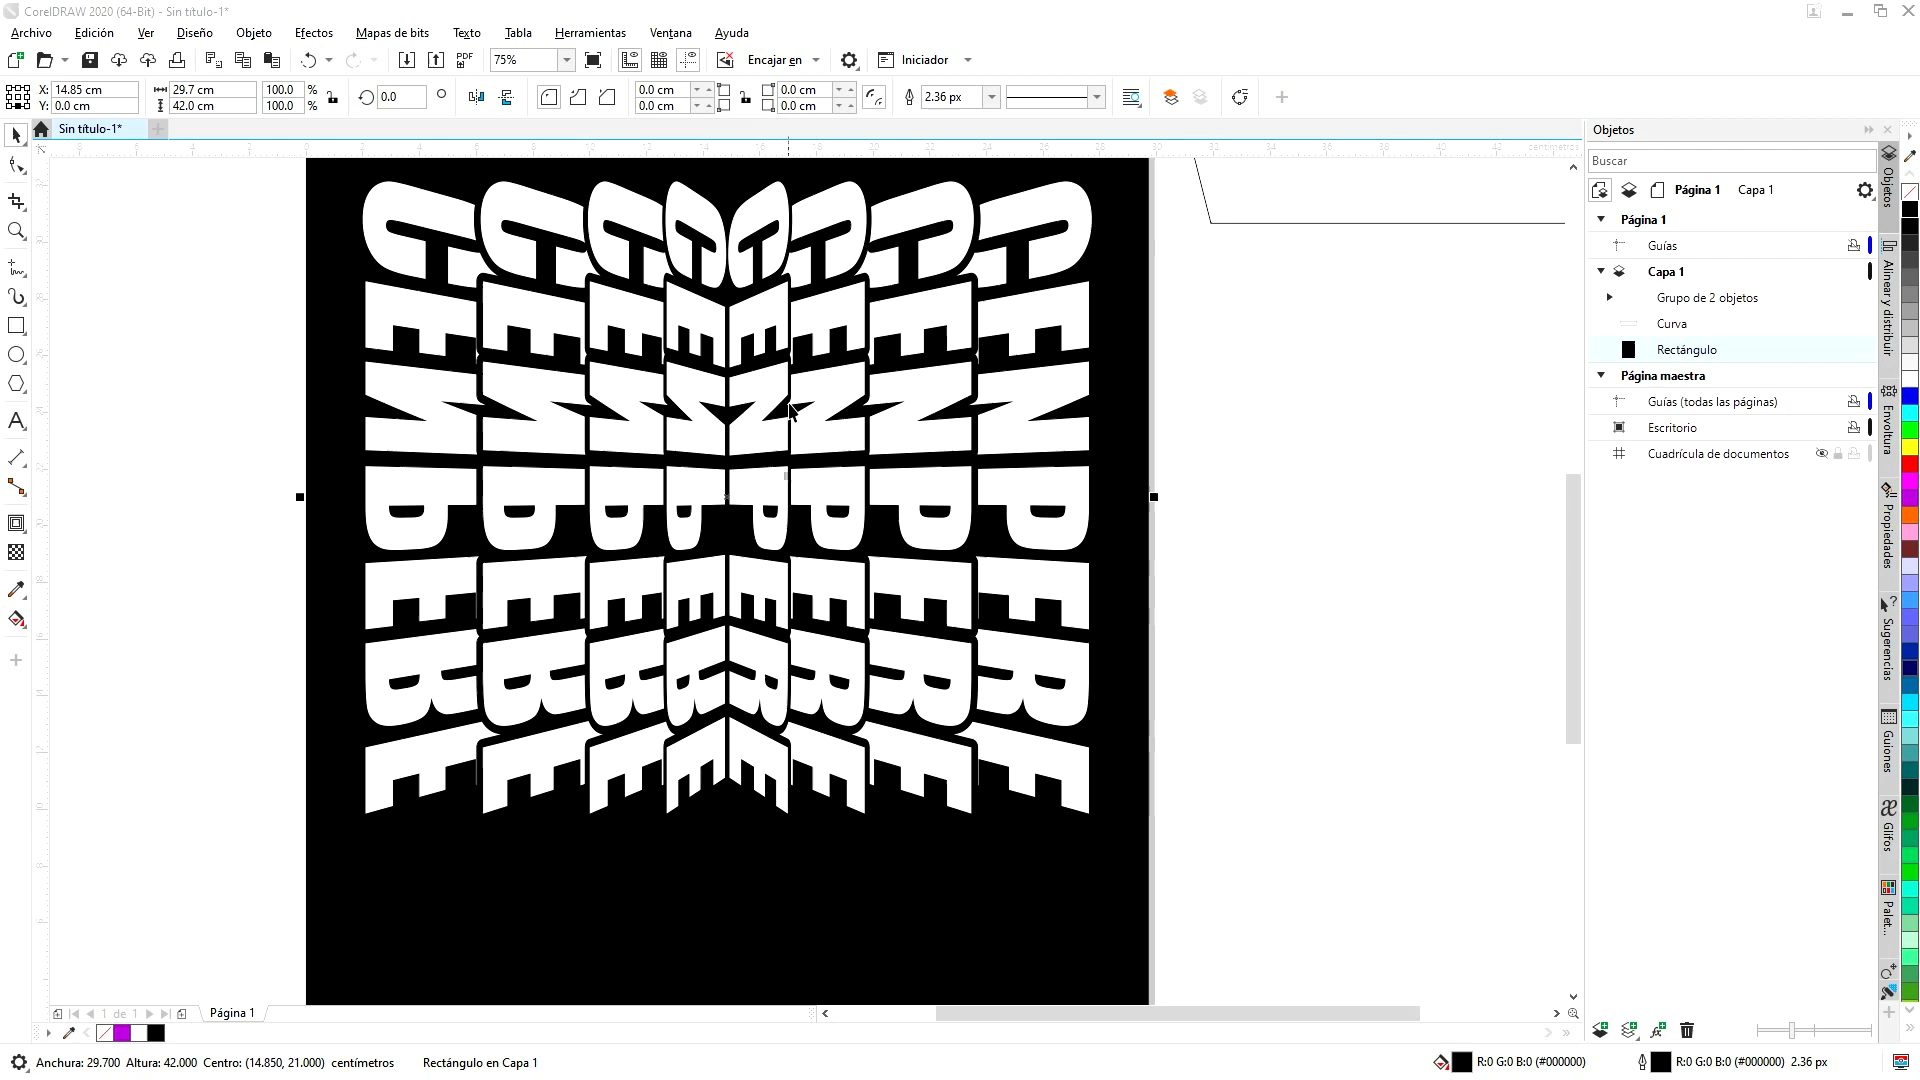 CorelDRAW 2020 (64-Bit) - Sin título-1*
Archivo Edición Ver Diseño Objeto Efectos Mapas de bits Texto Tabla Herramientas Ventana Ayuda
PDF 75% Encajar en Iniciador
X: 14.85 cm 29.7 cm 100.0 % 0.0 0.0 cm 0.0 cm 2.36 px
Y: 0.0 cm 42.0 cm 100.0 % 0.0 cm 0.0 cm
Sin título-1*
centímetros
Objetos
Buscar
Página 1 Capa 1
Página 1
Guías
Capa 1
Grupo de 2 objetos
Curva
Rectángulo
Página maestra
Guías (todas las páginas)
Escritorio
Cuadrícula de documentos
Objetos
Alinear y distribuir
Envoltura
Propiedades
Sugerencias
Guiones
Glifos
Palet...
1 de 1 Página 1
Anchura: 29.700 Altura: 42.000 Centro: (14.850, 21.000) centímetros Rectángulo en Capa 1 R:0 G:0 B:0 (#000000) R:0 G:0 B:0 (#000000) 2.36 px